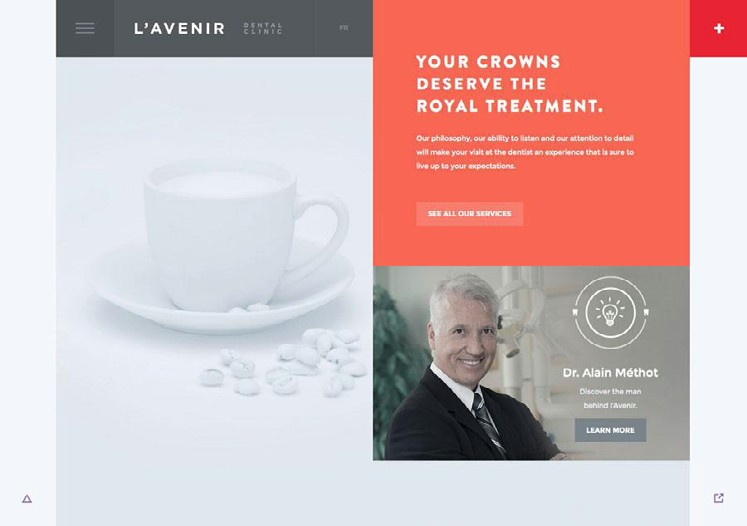 L'AVENIR
DENTAL
CLINIC
FR
YOUR CROWNS
DESERVE THE
ROYAL TREATMENT.
Our philosophy, our ability to listen and our attention to detail
will make your visit at the dentist an experience that is sure to
live up to your expectations.
SEE ALL OUR SERVICES
Dr. Alain Méthot
Discover the man
behind l'Avenir.
LEARN MORE